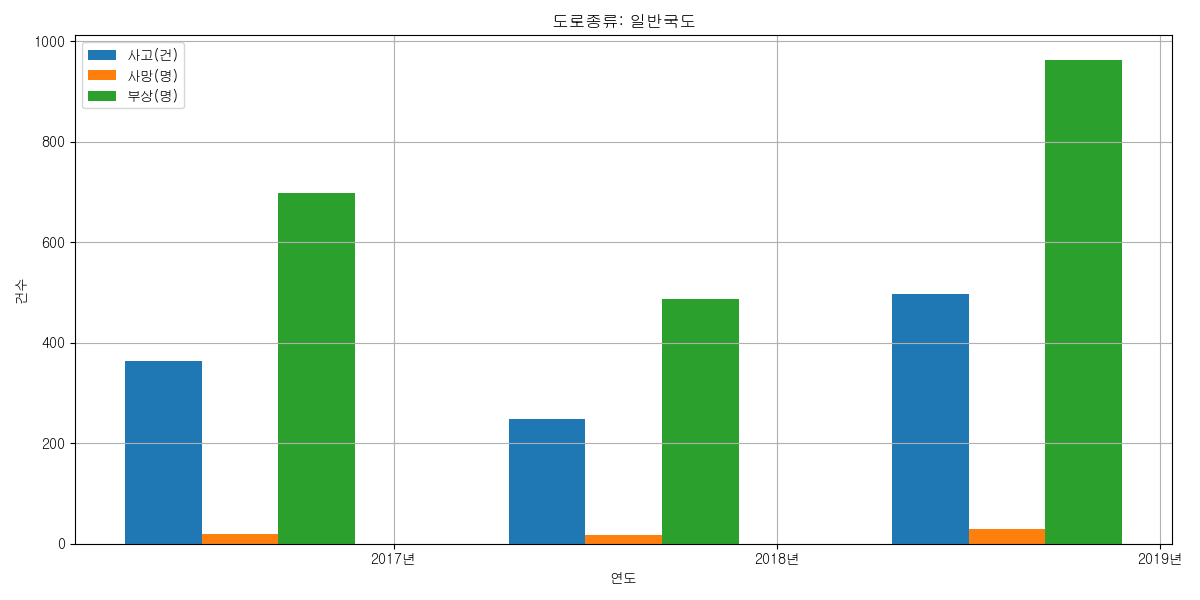 도로종류: 일반국도
사고(건)
사망(명)
부상(명)
1000
800
600
400
200
0
건수
2017년
2018년
2019년
연도